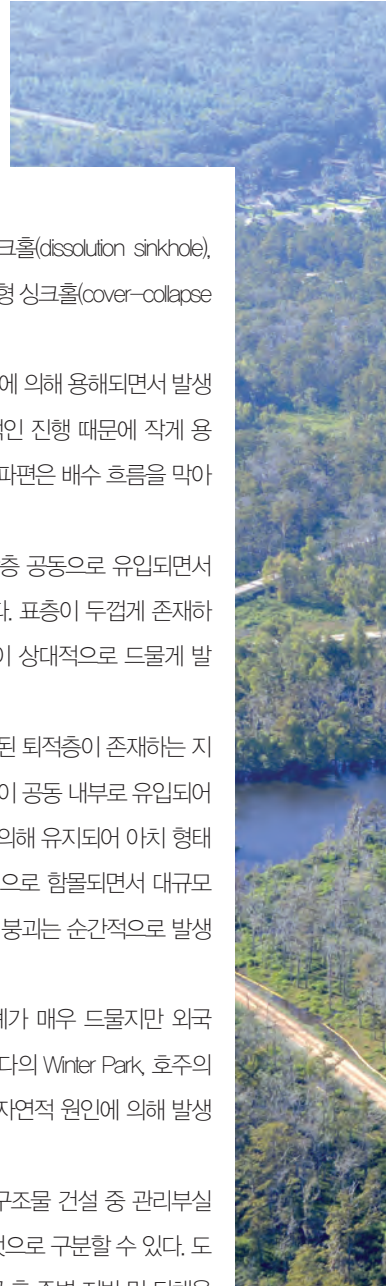 크홀(dissolution sinkhole),
형 싱크홀(cover-collapse
에 의해 용해되면서 발생
적인 진행 때문에 작게 용
파편은 배수 흐름을 막아
층 공동으로 유입되면서
다. 표층이 두껍게 존재하
이 상대적으로 드물게 발
된 퇴적층이 존재하는 지
이 공동 내부로 유입되어
의해 유지되어 아치 형태
으로 함몰되면서 대규모
붕괴는 순간적으로 발생
례가 매우 드물지만 외국
다의 Winter Park, 호주의
자연적 원인에 의해 발생
구조물 건설 중 관리부실
것으로 구분할 수 있다. 도